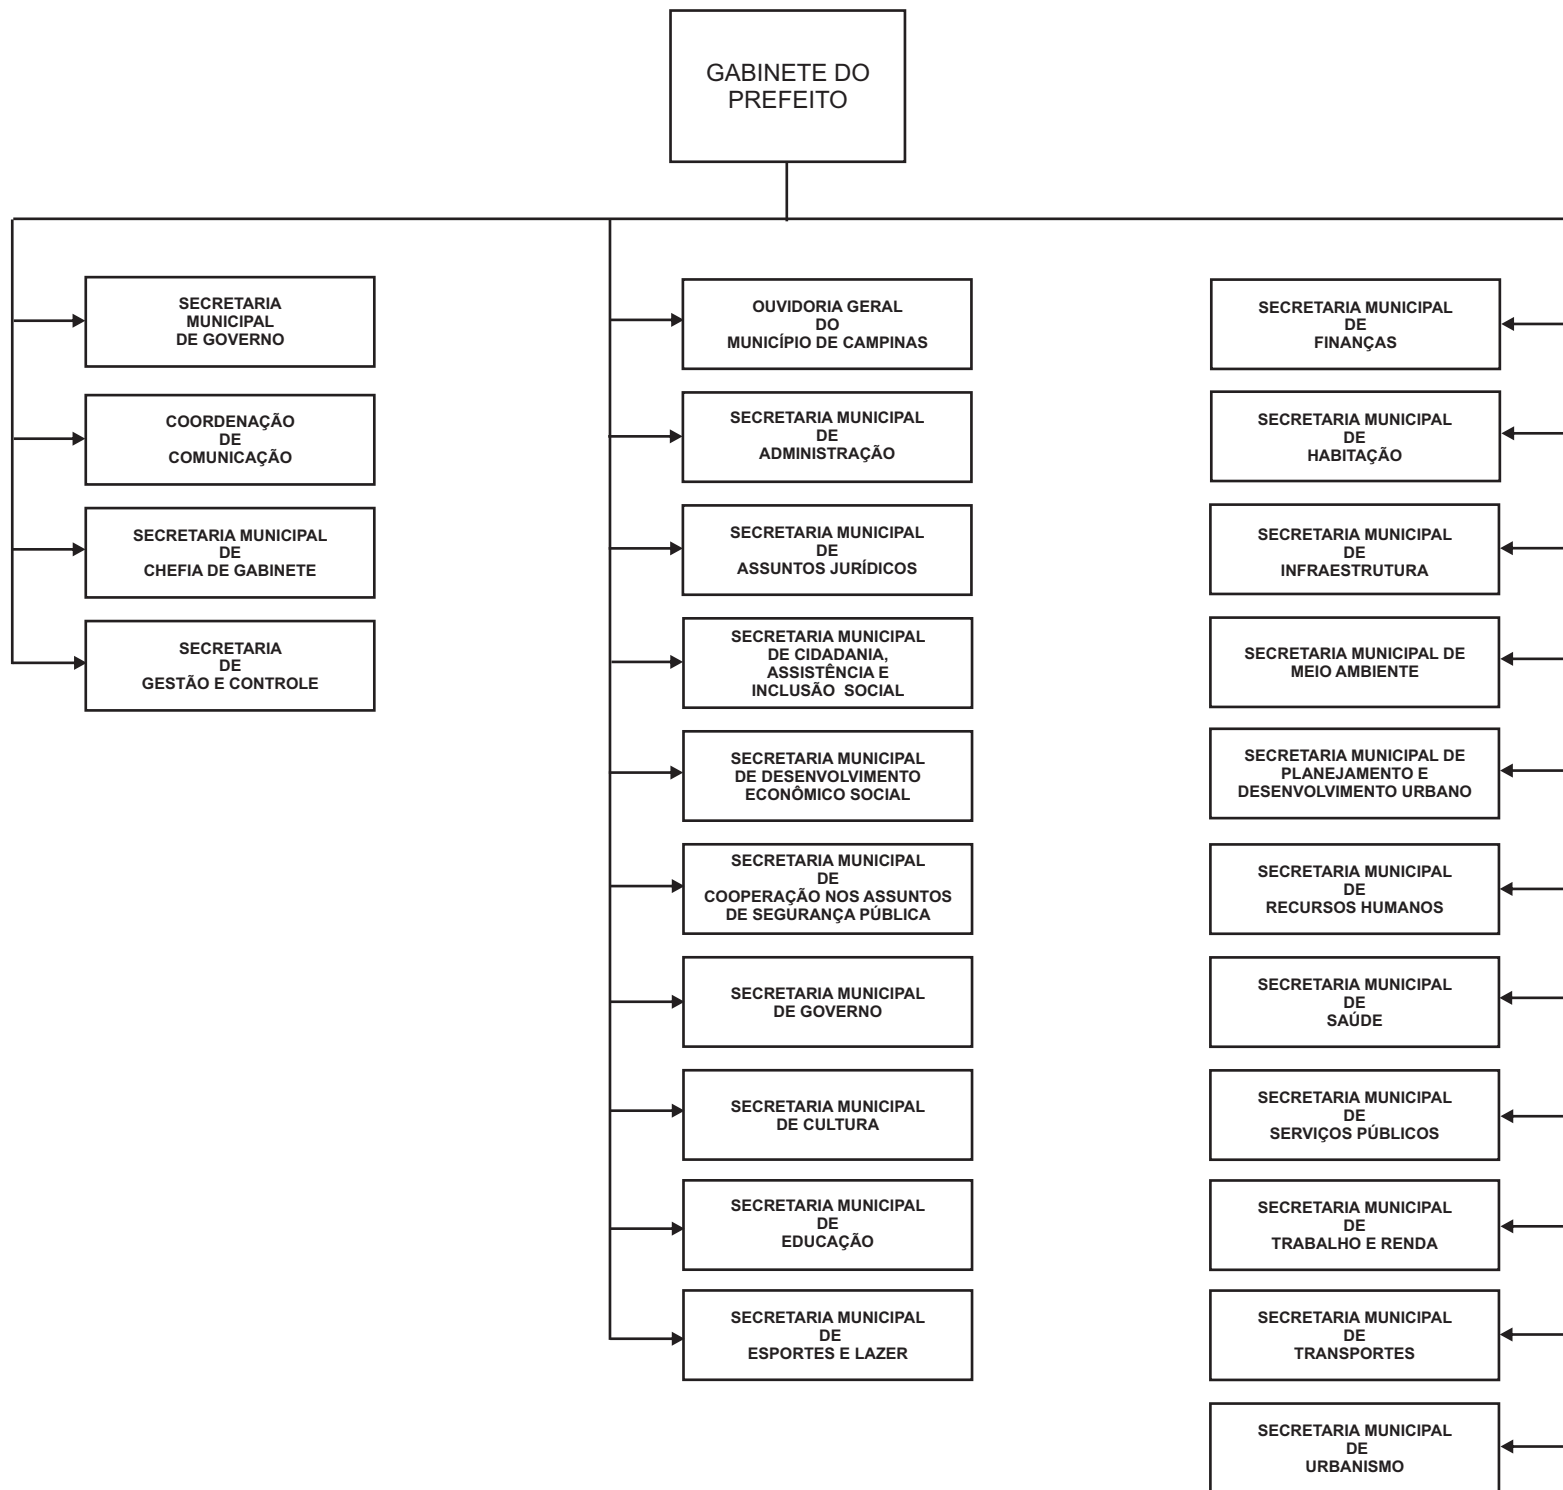 GABINETE DO
PREFEITO
SECRETARIA
MUNICIPAL
DE GOVERNO
COORDENAÇÃO
DE
COMUNICAÇÃO
SECRETARIA MUNICIPAL
DE
CHEFIA DE GABINETE
SECRETARIA
DE
GESTÃO E CONTROLE
OUVIDORIA GERAL
DO
MUNICÍPIO DE CAMPINAS
SECRETARIA MUNICIPAL
DE
ADMINISTRAÇÃO
SECRETARIA MUNICIPAL
DE
ASSUNTOS JURÍDICOS
SECRETARIA MUNICIPAL
DE CIDADANIA,
ASSISTÊNCIA E
INCLUSÃO SOCIAL
SECRETARIA MUNICIPAL
DE DESENVOLVIMENTO
ECONÔMICO SOCIAL
SECRETARIA MUNICIPAL
DE
COOPERAÇÃO NOS ASSUNTOS
DE SEGURANÇA PÚBLICA
SECRETARIA MUNICIPAL
DE GOVERNO
SECRETARIA MUNICIPAL
DE CULTURA
SECRETARIA MUNICIPAL
DE
EDUCAÇÃO
SECRETARIA MUNICIPAL
DE
ESPORTES E LAZER
SECRETARIA MUNICIPAL
DE
FINANÇAS
SECRETARIA MUNICIPAL
DE
HABITAÇÃO
SECRETARIA MUNICIPAL
DE
INFRAESTRUTURA
SECRETARIA MUNICIPAL DE
MEIO AMBIENTE
SECRETARIA MUNICIPAL DE
PLANEJAMENTO E
DESENVOLVIMENTO URBANO
SECRETARIA MUNICIPAL
DE
RECURSOS HUMANOS
SECRETARIA MUNICIPAL
DE
SAÚDE
SECRETARIA MUNICIPAL
DE
SERVIÇOS PÚBLICOS
SECRETARIA MUNICIPAL
DE
TRABALHO E RENDA
SECRETARIA MUNICIPAL
DE
TRANSPORTES
SECRETARIA MUNICIPAL
DE
URBANISMO